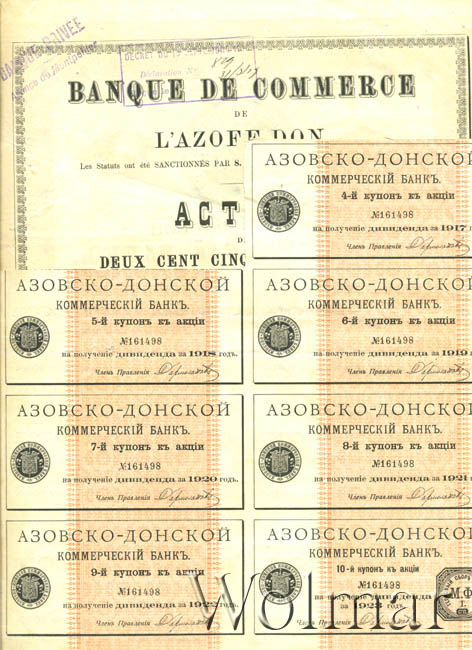 BANQUE DE COMMERCE
DE
L'AZOFF-DON
Les Statuts ont été SANCTIONNÉS PAR S.
ACT
DEUX CENT CINQ
АЗОВСКО-ДОНСКОЙ
КОММЕРЧЕСКІЙ БАНКЪ.
4-й купонъ къ акціи
№161498
на полученіе дивиденда за 1917 г
Членъ Правленія
АЗОВСКО-ДОНСКОЙ
КОММЕРЧЕСКІЙ БАНКЪ.
5-й купонъ къ акціи
№161498
на полученіе дивиденда за 1918 годъ.
Членъ Правленія
АЗОВСКО-ДОНСКОЙ
КОММЕРЧЕСКІЙ БАНКЪ.
6-й купонъ къ акціи
№161498
на полученіе дивиденда за 1919
Членъ Правленія
АЗОВСКО-ДОНСКОЙ
КОММЕРЧЕСКІЙ БАНКЪ.
7-й купонъ къ акціи
№161498
на полученіе дивиденда за 1920 годъ.
Членъ Правленія
АЗОВСКО-ДОНСКОЙ
КОММЕРЧЕСКІЙ БАНКЪ.
8-й купонъ къ акціи
№161498
на полученіе дивиденда за 1921
Членъ Правленія
АЗОВСКО-ДОНСКОЙ
КОММЕРЧЕСКІЙ БАНКЪ.
9-й купонъ къ акціи
№161498
на полученіе дивиденда за 1922 годъ.
Членъ Правленія
АЗОВСКО-ДОНСКОЙ
КОММЕРЧЕСКІЙ БАНКЪ.
10-й купонъ къ акціи
№161498
за 1923 годъ.
Членъ Правленія
М.Ф.
Wolmar